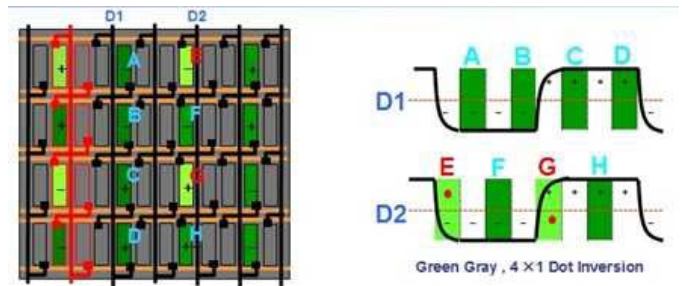 D1 D2
A E
B F
C G
D H
A B C D
D1
E F G H
D2
Green Gray , 4 ×1 Dot Inversion